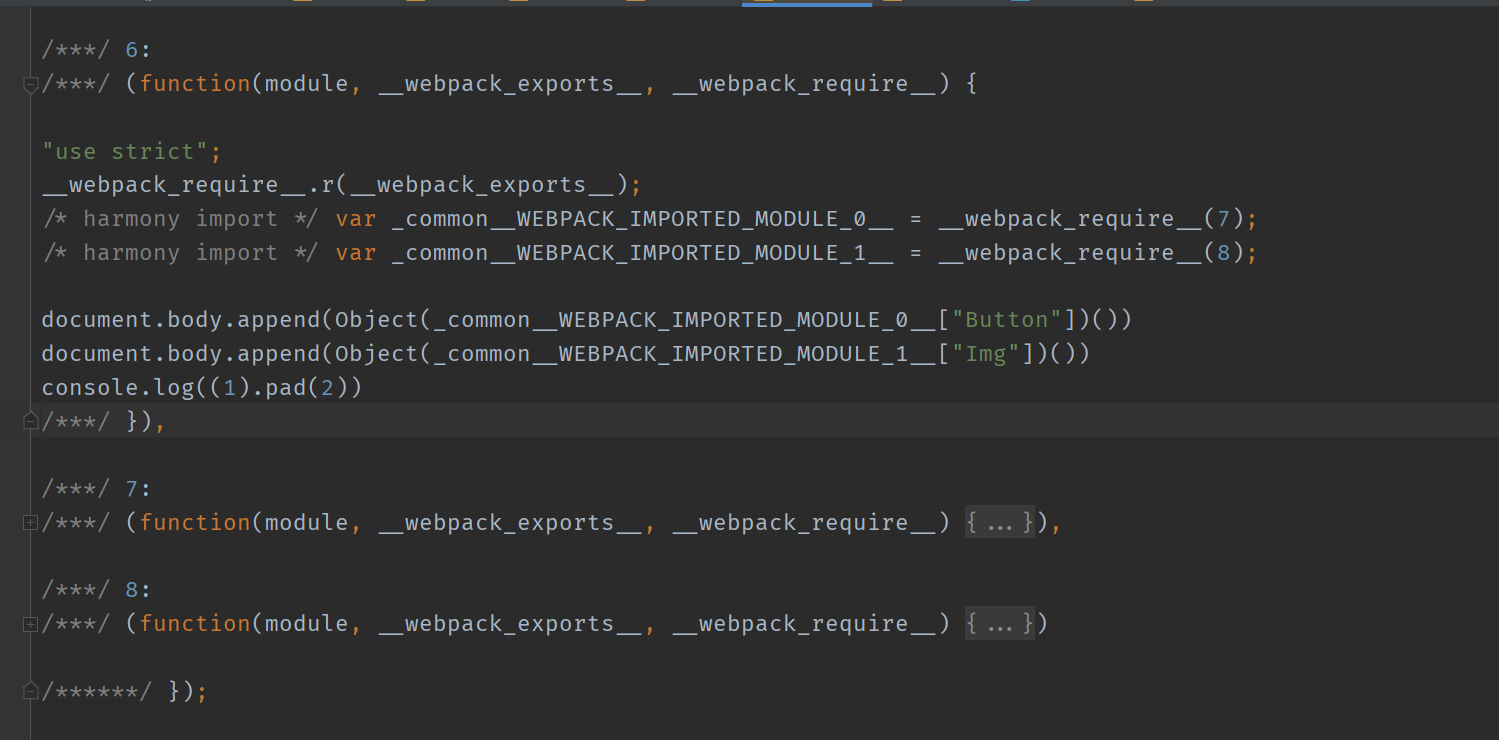 /***/ 6:
/***/ (function(module, __webpack_exports__, __webpack_require__) {
"use strict";
__webpack_require__.r(__webpack_exports__);
/* harmony import */ var _common__WEBPACK_IMPORTED_MODULE_0__ = __webpack_require__(7);
/* harmony import */ var _common__WEBPACK_IMPORTED_MODULE_1__ = __webpack_require__(8);
document.body.append(Object(_common__WEBPACK_IMPORTED_MODULE_0__["Button"])())
document.body.append(Object(_common__WEBPACK_IMPORTED_MODULE_1__["Img"])())
console.log((1).pad(2))
/***/ }),
/***/ 7:
/***/ (function(module, __webpack_exports__, __webpack_require__) {...}),
/***/ 8:
/***/ (function(module, __webpack_exports__, __webpack_require__) {...})
/******/ });